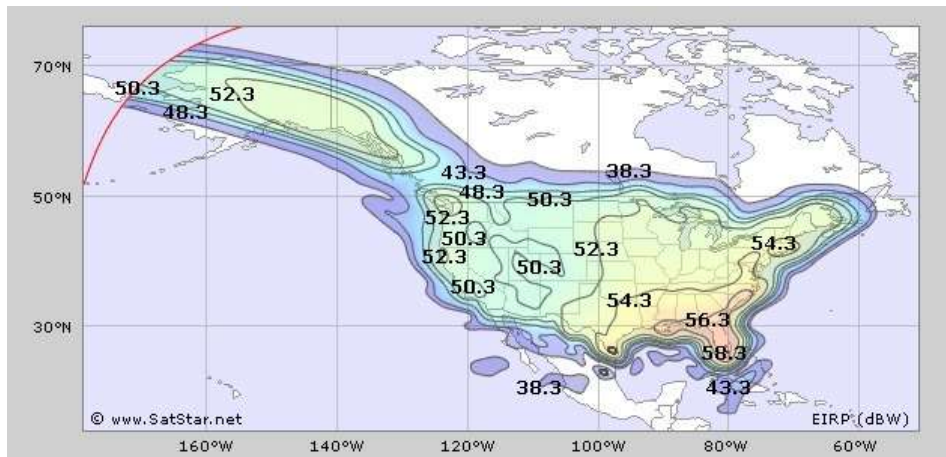 70°N
50.3
52.3
48.3
43.3
38.3
50°N
48.3
50.3
52.3
50.3
52.3
54.3
52.3
50.3
50.3
54.3
30°N
56.3
58.3
38.3
43.3
© www.SatStar.net
EIRP (dBW)
160°W
140°W
120°W
100°W
80°W
60°W